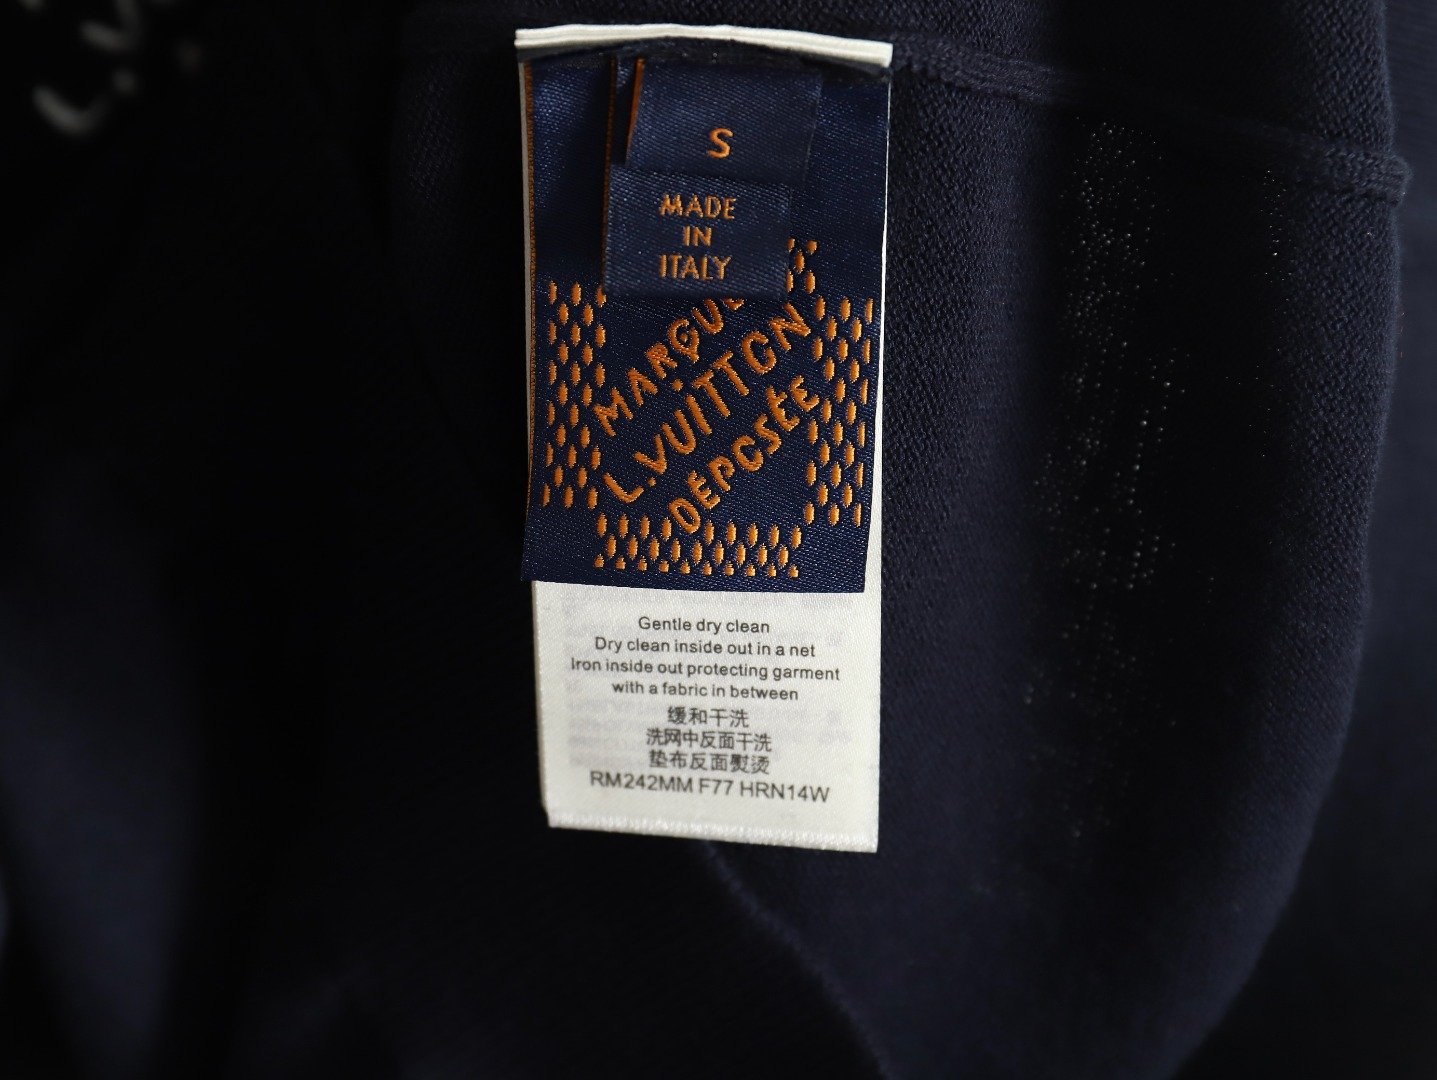 L.V
S
MADE
IN
ITALY
MARQUE
L.VUITTON
DÉPOSÉE
Gentle dry clean
Dry clean inside out in a net
Iron inside out protecting garment
with a fabric in between
缓和干洗
洗网中反面干洗
垫布反面熨烫
RM242MM F77 HRN14W